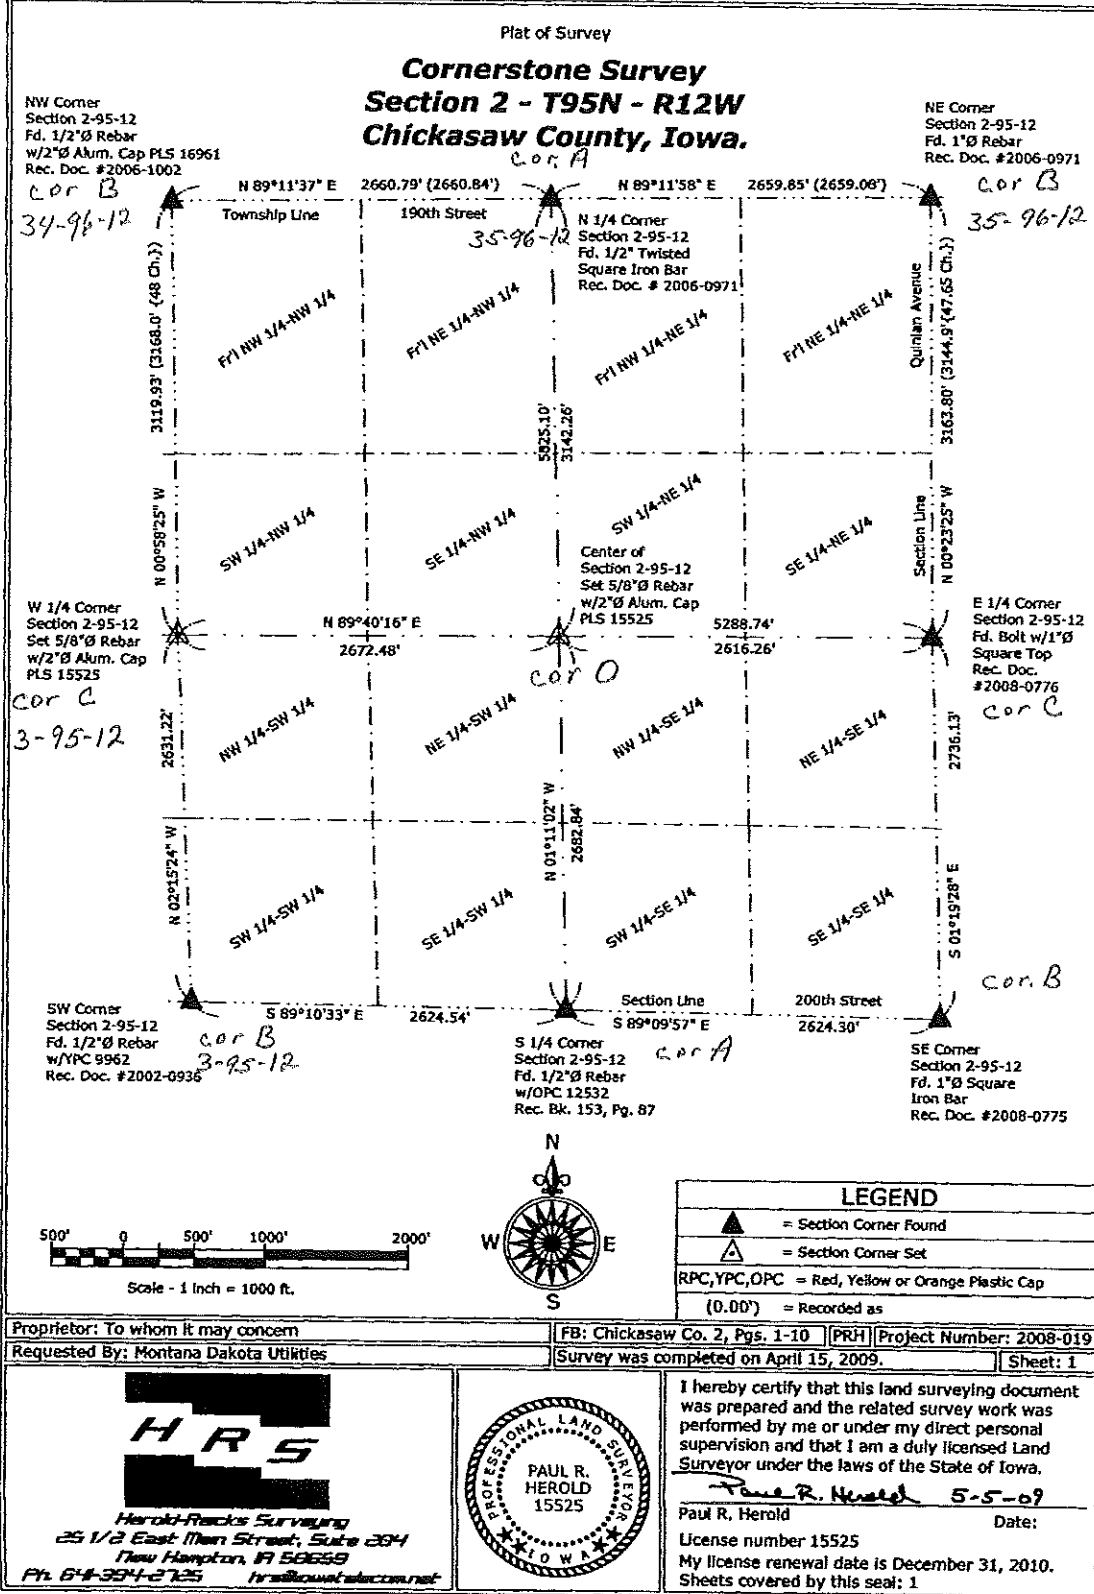 Plat of Survey
Cornerstone Survey
Section 2 - T95N - R12W
Chickasaw County, Iowa.
NW Corner
Section 2-95-12
Fd. 1/2"Ø Rebar
w/2"Ø Alum. Cap PLS 16961
Rec. Doc. #2006-1002
cor B
34-96-12
NE Corner
Section 2-95-12
Fd. 1"Ø Rebar
Rec. Doc. #2006-0971
cor B
35-96-12
cor. A
N 89°11'37" E 2660.79' (2660.84')
N 89°11'58" E 2659.85' (2659.08')
Township Line 190th Street
35-96-12
N 1/4 Corner
Section 2-95-12
Fd. 1/2" Twisted
Square Iron Bar
Rec. Doc. # 2006-0971
3119.93' (3168.0' {48 Ch.})
Fr'l NW 1/4-NW 1/4
Fr'l NE 1/4-NW 1/4
Fr'l NW 1/4-NE 1/4
Fr'l NE 1/4-NE 1/4
Quinlan Avenue
3163.80' (3144.9' {47.65 Ch.})
5825.10'
3142.26'
N 00°58'25" W
SW 1/4-NW 1/4
SE 1/4-NW 1/4
SW 1/4-NE 1/4
SE 1/4-NE 1/4
Section Line
N 00°23'25" W
Center of
Section 2-95-12
Set 5/8"Ø Rebar
w/2"Ø Alum. Cap
PLS 15525
W 1/4 Corner
Section 2-95-12
Set 5/8"Ø Rebar
w/2"Ø Alum. Cap
PLS 15525
cor C
3-95-12
N 89°40'16" E
2672.48'
5288.74'
2616.26'
cor O
E 1/4 Corner
Section 2-95-12
Fd. Bolt w/1"Ø
Square Top
Rec. Doc.
#2008-0776
cor C
2631.22'
NW 1/4-SW 1/4
NE 1/4-SW 1/4
NW 1/4-SE 1/4
NE 1/4-SE 1/4
2736.13'
N 02°15'24" W
N 01°11'02" W
2682.84'
SW 1/4-SW 1/4
SE 1/4-SW 1/4
SW 1/4-SE 1/4
SE 1/4-SE 1/4
S 01°19'28" E
cor. B
SW Corner
Section 2-95-12
Fd. 1/2"Ø Rebar
w/YPC 9962
Rec. Doc. #2002-0936
cor B
3-95-12
S 89°10'33" E 2624.54'
Section Line 200th Street
S 89°09'57" E 2624.30'
S 1/4 Corner
Section 2-95-12
Fd. 1/2"Ø Rebar
w/OPC 12532
Rec. Bk. 153, Pg. 87
cor A
SE Corner
Section 2-95-12
Fd. 1"Ø Square
Iron Bar
Rec. Doc. #2008-0775
N
W E
S
500' 0 500' 1000' 2000'
Scale - 1 inch = 1000 ft.
LEGEND
= Section Corner Found
= Section Corner Set
RPC,YPC,OPC = Red, Yellow or Orange Plastic Cap
(0.00') = Recorded as
Proprietor: To whom it may concern
FB: Chickasaw Co. 2, Pgs. 1-10 PRH Project Number: 2008-019
Requested By: Montana Dakota Utilities
Survey was completed on April 15, 2009. Sheet: 1
HRS
Herold-Reicks Surveying
25 1/2 East Main Street, Suite 204
New Hampton, IA 50659
Ph. 641-394-2725 hrs@iowatelecom.net
PROFESSIONAL LAND SURVEYOR
PAUL R.
HEROLD
15525
IOWA
I hereby certify that this land surveying document
was prepared and the related survey work was
performed by me or under my direct personal
supervision and that I am a duly licensed Land
Surveyor under the laws of the State of Iowa.
Paul R. Herold 5-5-09
Paul R. Herold Date:
License number 15525
My license renewal date is December 31, 2010.
Sheets covered by this seal: 1